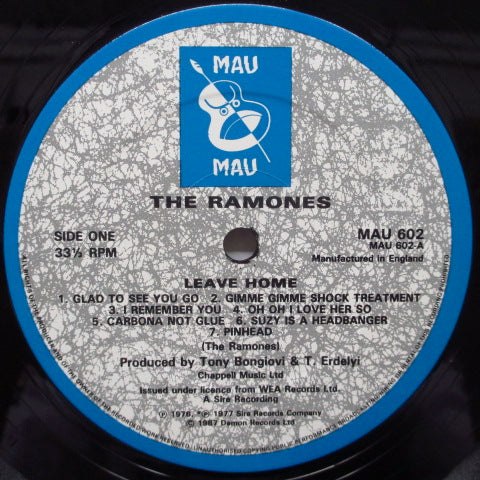 MAU
MAU
THE RAMONES
SIDE ONE
33⅓ RPM
MAU 602
MAU 602-A
Manufactured in England
LEAVE HOME
1. GLAD TO SEE YOU GO 2. GIMME GIMME SHOCK TREATMENT
3. I REMEMBER YOU 4. OH OH I LOVE HER SO
5. CARBONA NOT GLUE 6. SUZY IS A HEADBANGER
7. PINHEAD
(The Ramones)
Produced by Tony Bongiovi & T. Erdelyi
Chappell Music Ltd
Issued under licence from WEA Records Ltd.
A Sire Recording
℗ 1976, *℗ 1977 Sire Records Company
© 1987 Demon Records Ltd